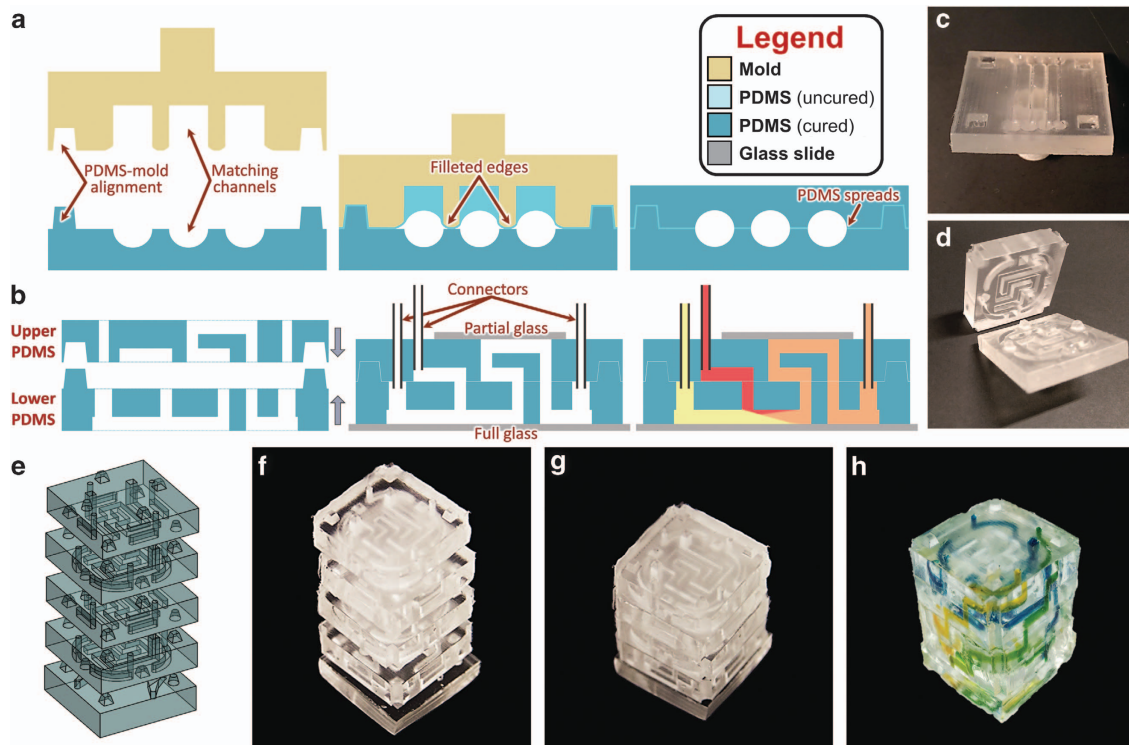 a
PDMS-mold
alignment
Matching
channels
Filleted edges
Legend
Mold
PDMS (uncured)
PDMS (cured)
Glass slide
PDMS spreads
c
d
b
Upper
PDMS
Lower
PDMS
Connectors
Partial glass
Full glass
e
f
g
h